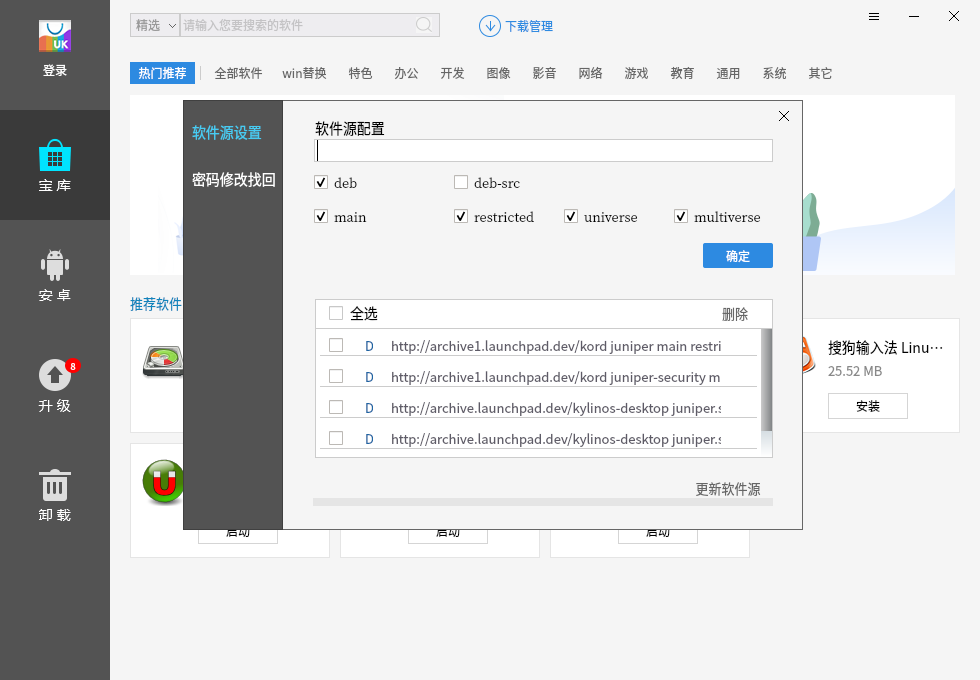 精选 请输入您要搜索的软件 下载管理
UK
登录
热门推荐 全部软件 win替换 特色 办公 开发 图像 影音 网络 游戏 教育 通用 系统 其它
宝库
安卓
8
升级
卸载
推荐软件
软件源设置
密码修改找回
软件源配置
deb deb-src
main restricted universe multiverse
确定
全选 删除
D http://archive1.launchpad.dev/kord juniper main restri
D http://archive1.launchpad.dev/kord juniper-security m
D http://archive.launchpad.dev/kylinos-desktop juniper.s
D http://archive.launchpad.dev/kylinos-desktop juniper.s
更新软件源
搜狗输入法 Linu…
25.52 MB
安装
启动 启动 启动